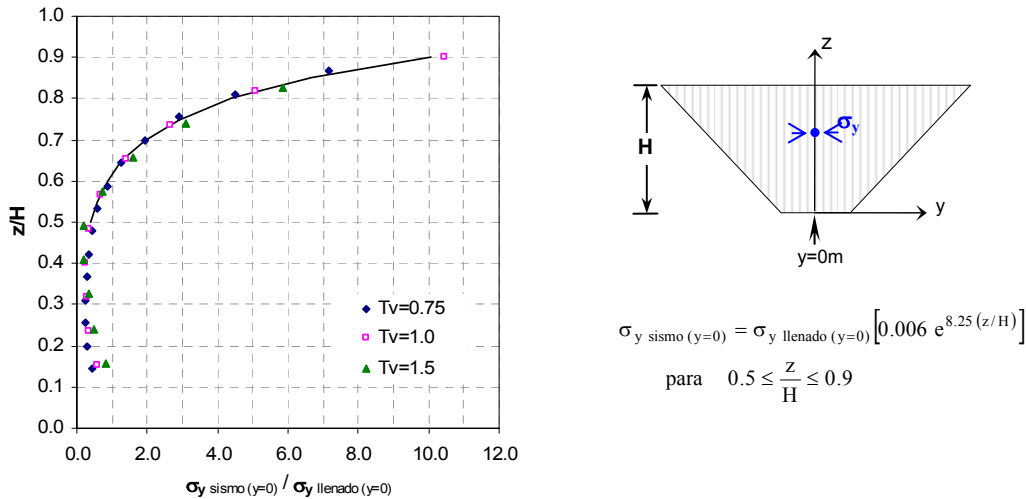 1.0
0.9
0.8
0.7
0.6
0.5
0.4
0.3
0.2
0.1
z/H
0.0 2.0 4.0 6.0 8.0 10.0 12.0
σy sismo (y=0) / σy llenado (y=0)
Tv=0.75
Tv=1.0
Tv=1.5
z
H
σy
y
y=0m
σy sismo (y=0) = σy llenado (y=0) [0.006 e^8.25 (z/H)]
para 0.5 ≤ z/H ≤ 0.9